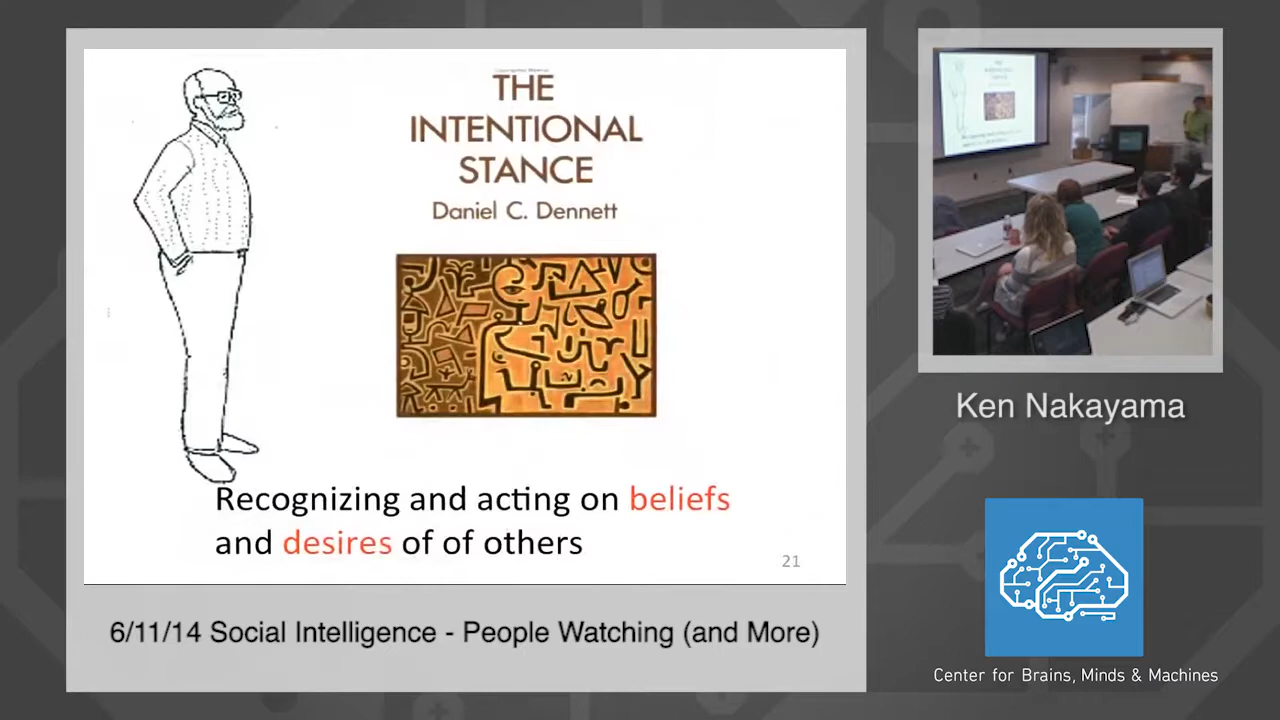 THE
INTENTIONAL
STANCE
Daniel C. Dennett
Recognizing and acting on beliefs
and desires of of others
21
6/11/14 Social Intelligence - People Watching (and More)
Ken Nakayama
Center for Brains, Minds & Machines